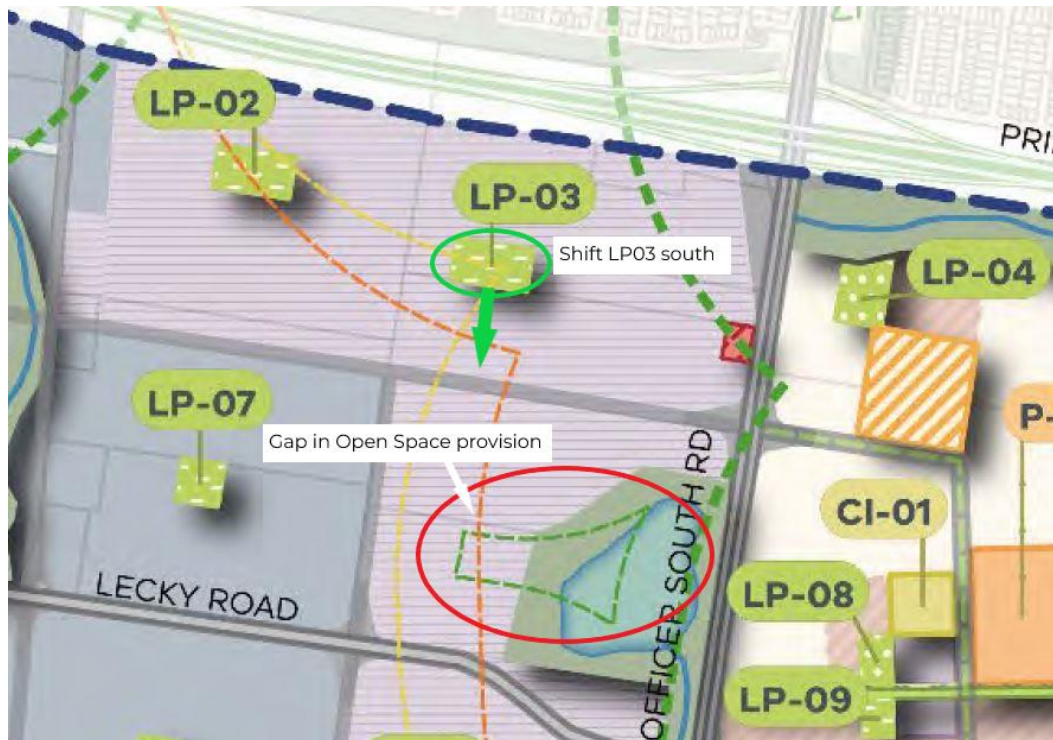 LP-02
PRI
LP-03
Shift LP03 south
LP-04
LP-07
P-
Gap in Open Space provision
CI-01
OFFICER SOUTH RD
LECKY ROAD
LP-08
LP-09